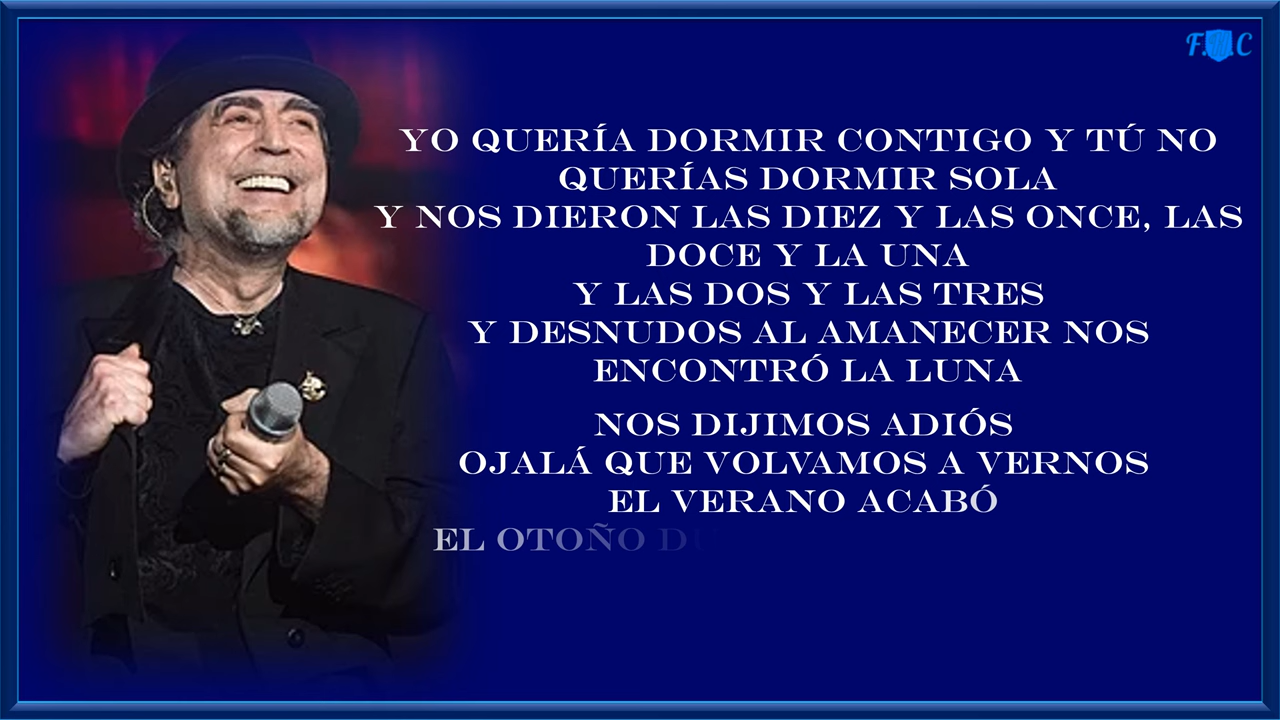 F.H.C
YO QUERÍA DORMIR CONTIGO Y TÚ NO
QUERÍAS DORMIR SOLA
Y NOS DIERON LAS DIEZ Y LAS ONCE, LAS
DOCE Y LA UNA
Y LAS DOS Y LAS TRES
Y DESNUDOS AL AMANECER NOS
ENCONTRÓ LA LUNA
NOS DIJIMOS ADIÓS
OJALÁ QUE VOLVAMOS A VERNOS
EL VERANO ACABÓ
EL OTOÑO